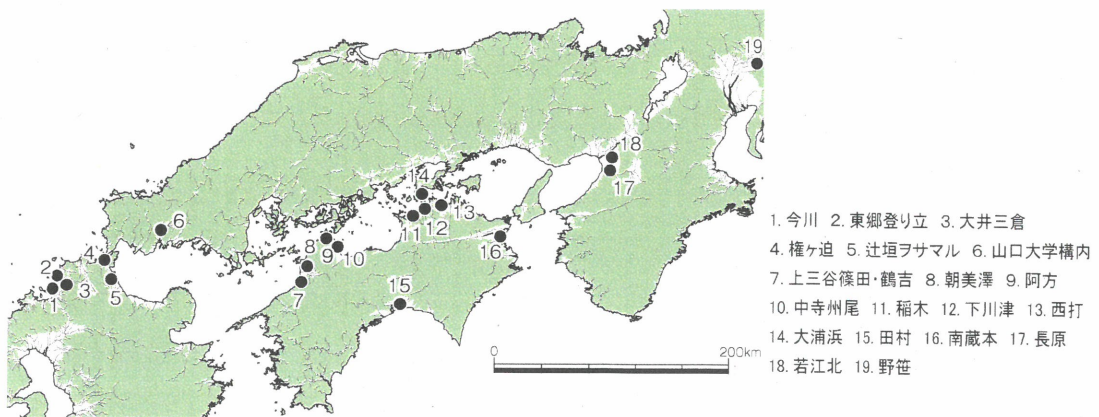 19
18
17
14
13
12
11
6
16
8
9
10
4
7
2
3
5
1
15
0
200km
1. 今川 2. 東郷登り立 3. 大井三倉
4. 権ヶ迫 5. 辻垣ヲサマル 6. 山口大学構内
7. 上三谷篠田・鶴吉 8. 朝美澤 9. 阿方
10. 中寺州尾 11. 稲木 12. 下川津 13. 西打
14. 大浦浜 15. 田村 16. 南蔵本 17. 長原
18. 若江北 19. 野笹